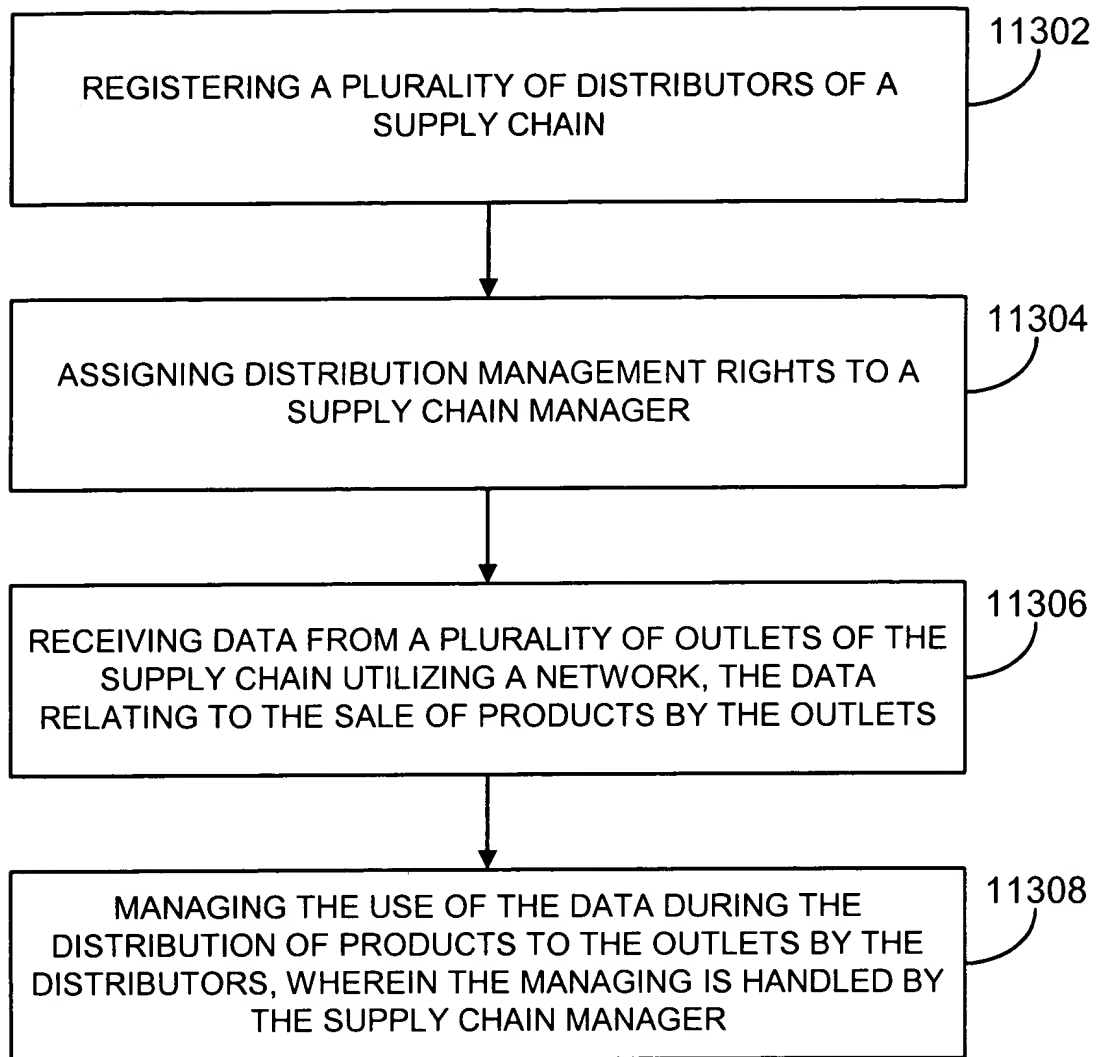 11302
REGISTERING A PLURALITY OF DISTRIBUTORS OF A
SUPPLY CHAIN
11304
ASSIGNING DISTRIBUTION MANAGEMENT RIGHTS TO A
SUPPLY CHAIN MANAGER
11306
RECEIVING DATA FROM A PLURALITY OF OUTLETS OF THE
SUPPLY CHAIN UTILIZING A NETWORK, THE DATA
RELATING TO THE SALE OF PRODUCTS BY THE OUTLETS
11308
MANAGING THE USE OF THE DATA DURING THE
DISTRIBUTION OF PRODUCTS TO THE OUTLETS BY THE
DISTRIBUTORS, WHEREIN THE MANAGING IS HANDLED BY
THE SUPPLY CHAIN MANAGER